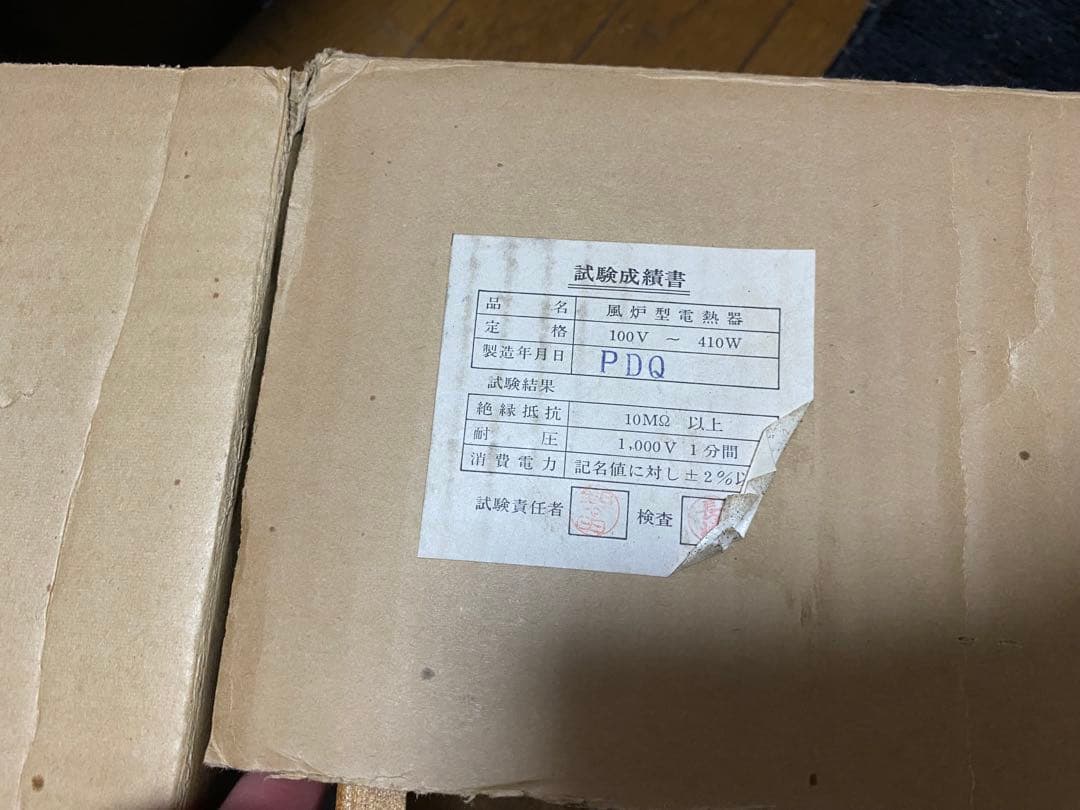 試験成績書
品名 風炉型電熱器
定格 100V ～ 410W
製造年月日 PDQ
試験結果
絶縁抵抗 10MΩ 以上
耐圧 1,000V 1分間
消費電力 記名値に対し±2%以
試験責任者 検査